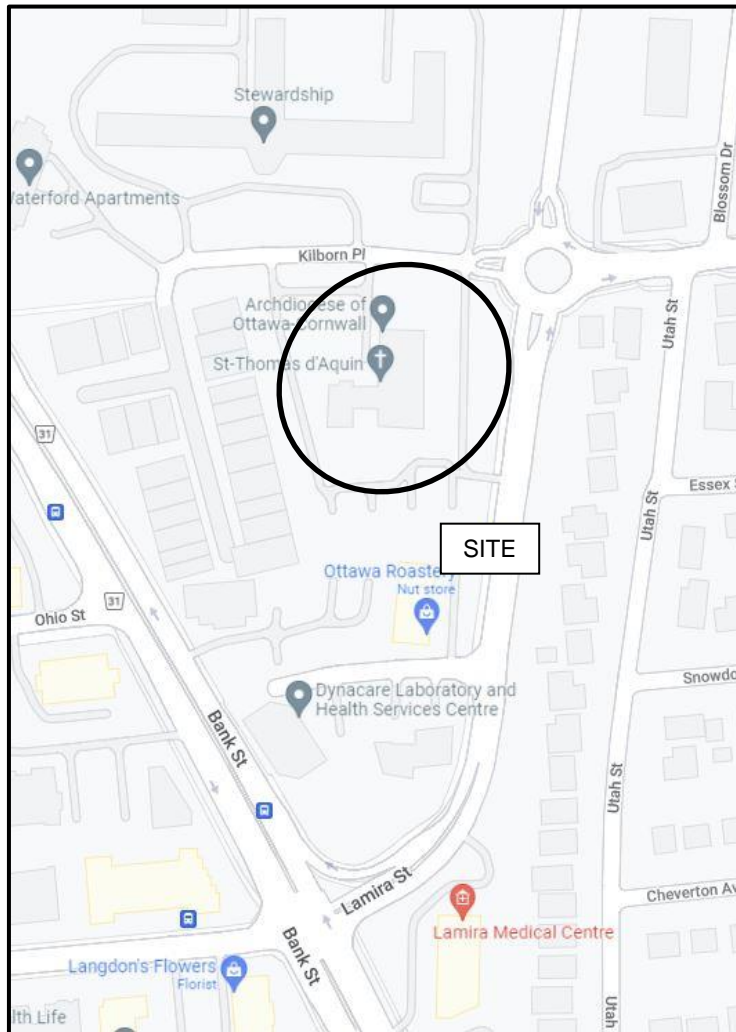 Stewardship
Waterford Apartments
Blossom Dr
Kilborn Pl
Archdiocese of
Ottawa-Cornwall
Utah St
St-Thomas d'Aquin
31
Essex S
Utah St
SITE
Ottawa Roastery
Nut store
31
Ohio St
Snowdo
Dynacare Laboratory and
Health Services Centre
Bank St
Utah St
Lamira St
Cheverton Av
Lamira Medical Centre
Bank St
Langdon's Flowers
Florist
Utah
lth Life